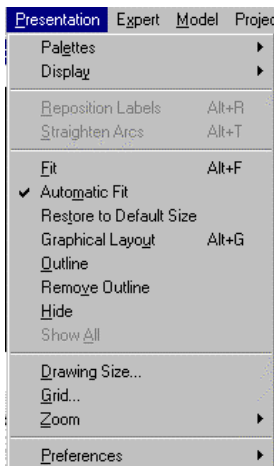 Presentation Expert Model Projec
Palettes
Display
Reposition Labels Alt+R
Straighten Arcs Alt+T
Fit Alt+F
Automatic Fit
Restore to Default Size
Graphical Layout Alt+G
Outline
Remove Outline
Hide
Show All
Drawing Size...
Grid...
Zoom
Preferences